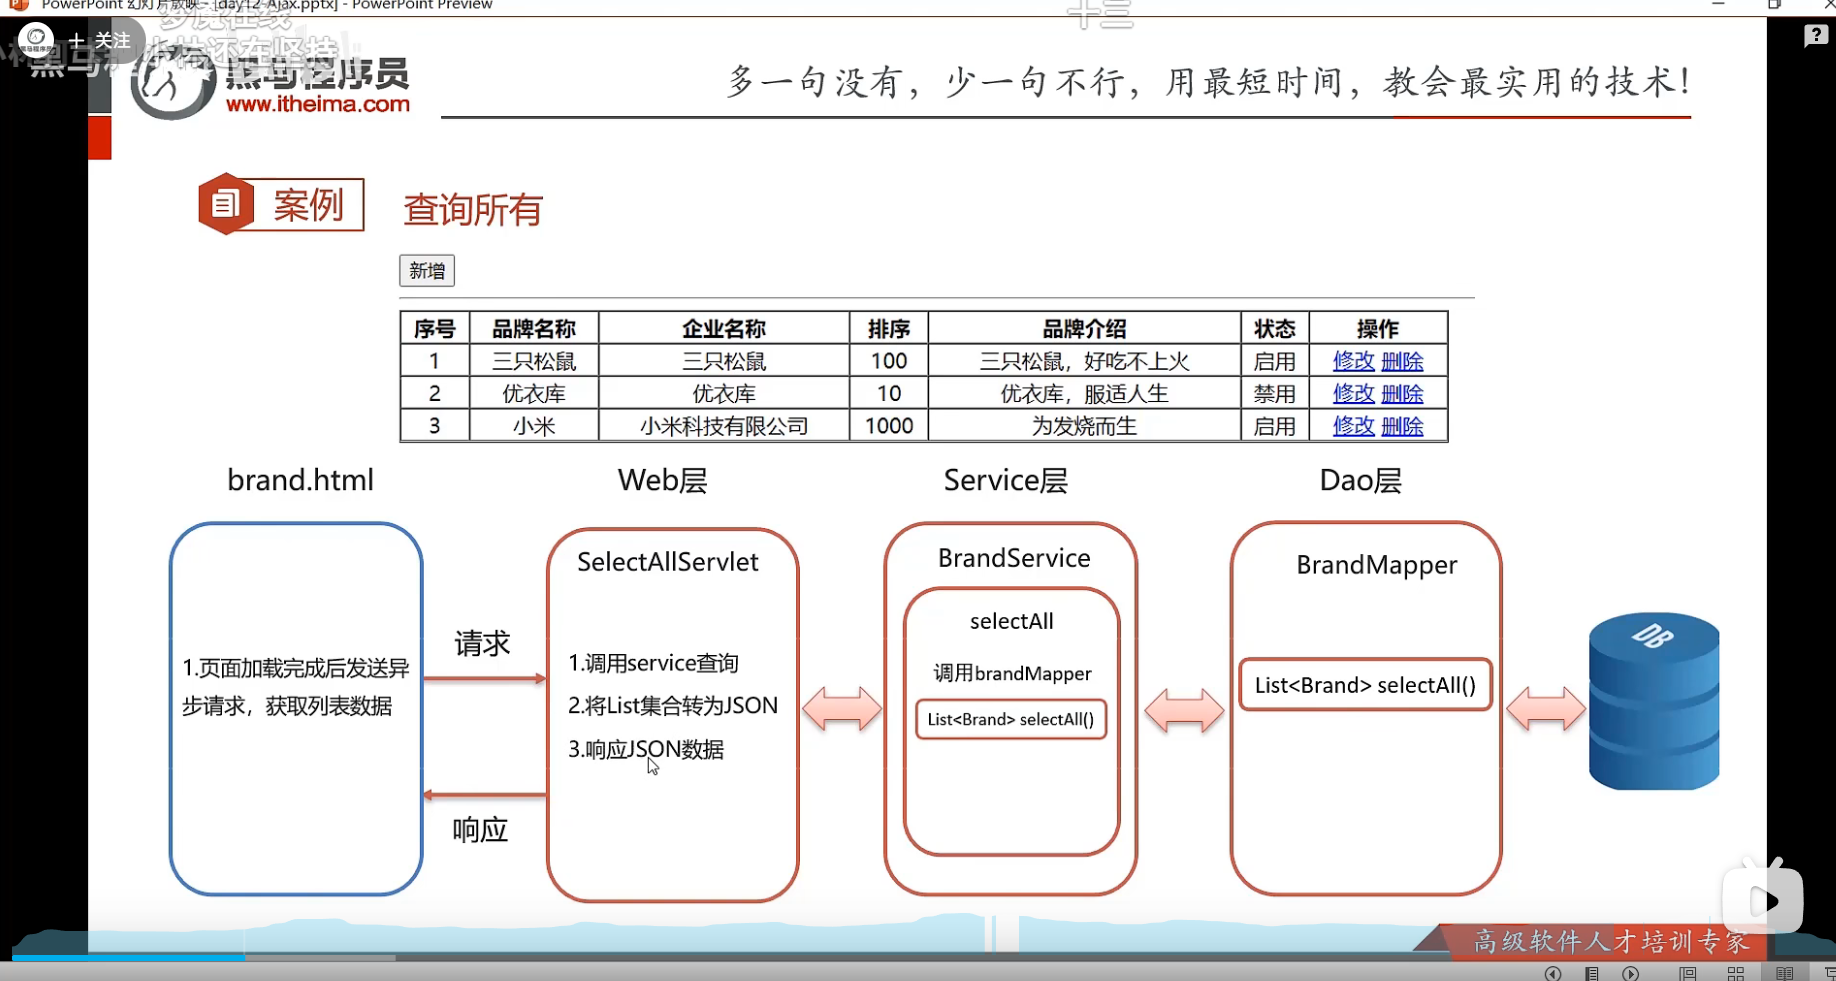 PowerPoint 幻灯片放映 - [day12-Ajax.pptx] - PowerPoint Preview
十三
关注
小林还在坚持
黑马程序员
www.itheima.com
多一句没有，少一句不行，用最短时间，教会最实用的技术！
案例
查询所有
新增
序号 品牌名称 企业名称 排序 品牌介绍 状态 操作
1 三只松鼠 三只松鼠 100 三只松鼠，好吃不上火 启用 修改 删除
2 优衣库 优衣库 10 优衣库，服适人生 禁用 修改 删除
3 小米 小米科技有限公司 1000 为发烧而生 启用 修改 删除
brand.html
1.页面加载完成后发送异
步请求，获取列表数据
请求
响应
Web层
SelectAllServlet
1.调用service查询
2.将List集合转为JSON
3.响应JSON数据
Service层
BrandService
selectAll
调用brandMapper
List<Brand> selectAll()
Dao层
BrandMapper
List<Brand> selectAll()
DB
高级软件人才培训专家